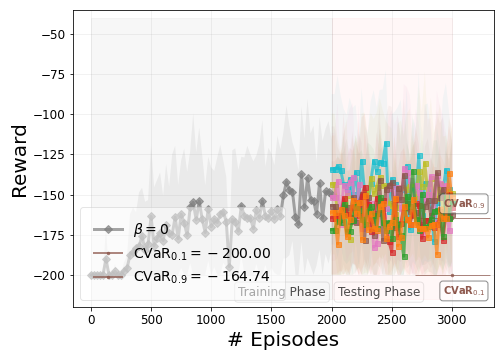 −50
−75
−100
−125
−150
−175
−200
Reward
β = 0
CVaR0.1 = −200.00
CVaR0.9 = −164.74
Training Phase
Testing Phase
CVaR0.9
CVaR0.1
0 500 1000 1500 2000 2500 3000
# Episodes